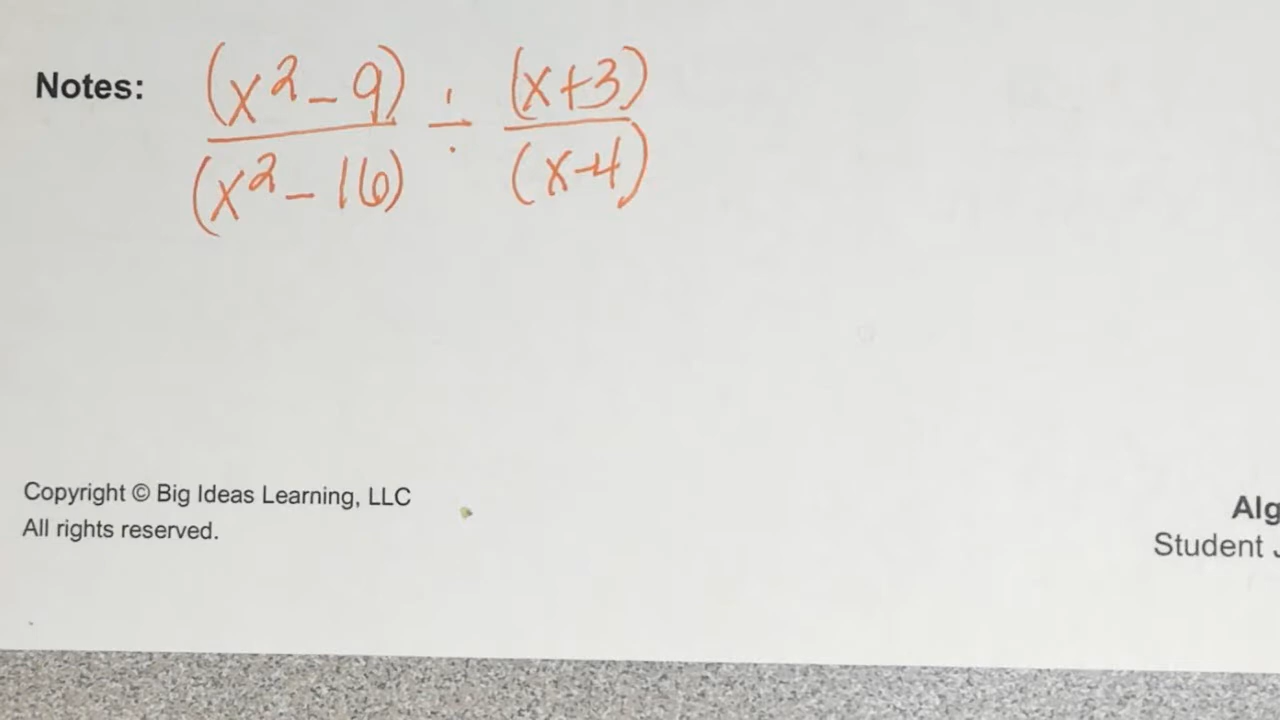 Notes: (x²-9) ÷ (x+3)
(x²-16) (x-4)
Copyright © Big Ideas Learning, LLC
All rights reserved.
Alg
Student